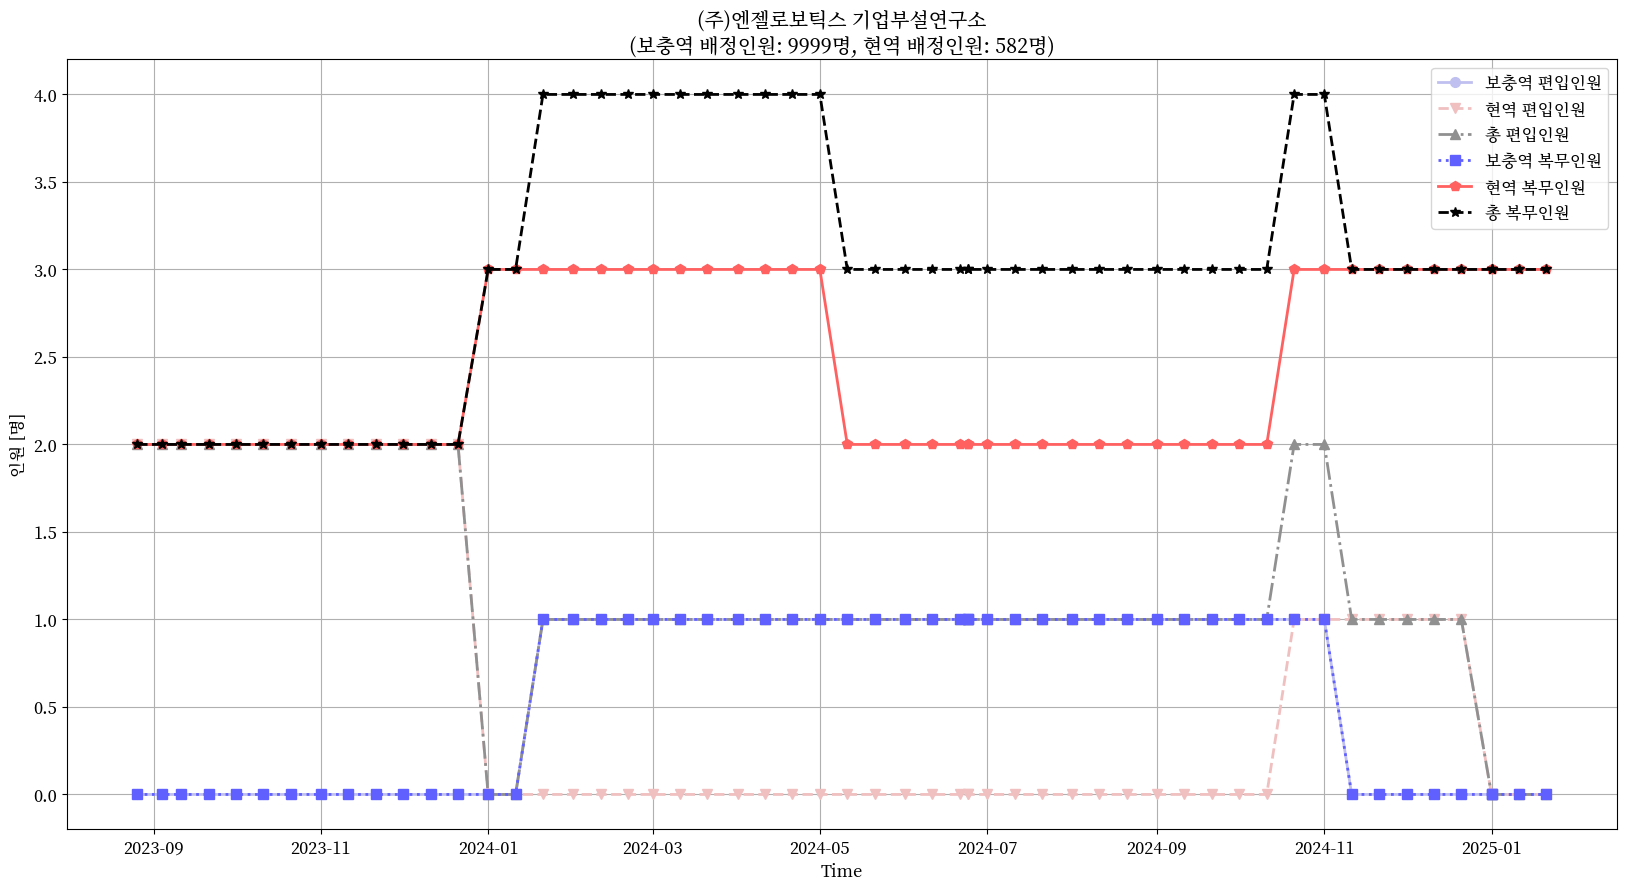 (주)엔젤로보틱스 기업부설연구소
(보충역 배정인원: 9999명, 현역 배정인원: 582명)
보충역 편입인원
현역 편입인원
총 편입인원
보충역 복무인원
현역 복무인원
총 복무인원
인원 [명]
4.0
3.5
3.0
2.5
2.0
1.5
1.0
0.5
0.0
2023-09 2023-11 2024-01 2024-03 2024-05 2024-07 2024-09 2024-11 2025-01
Time